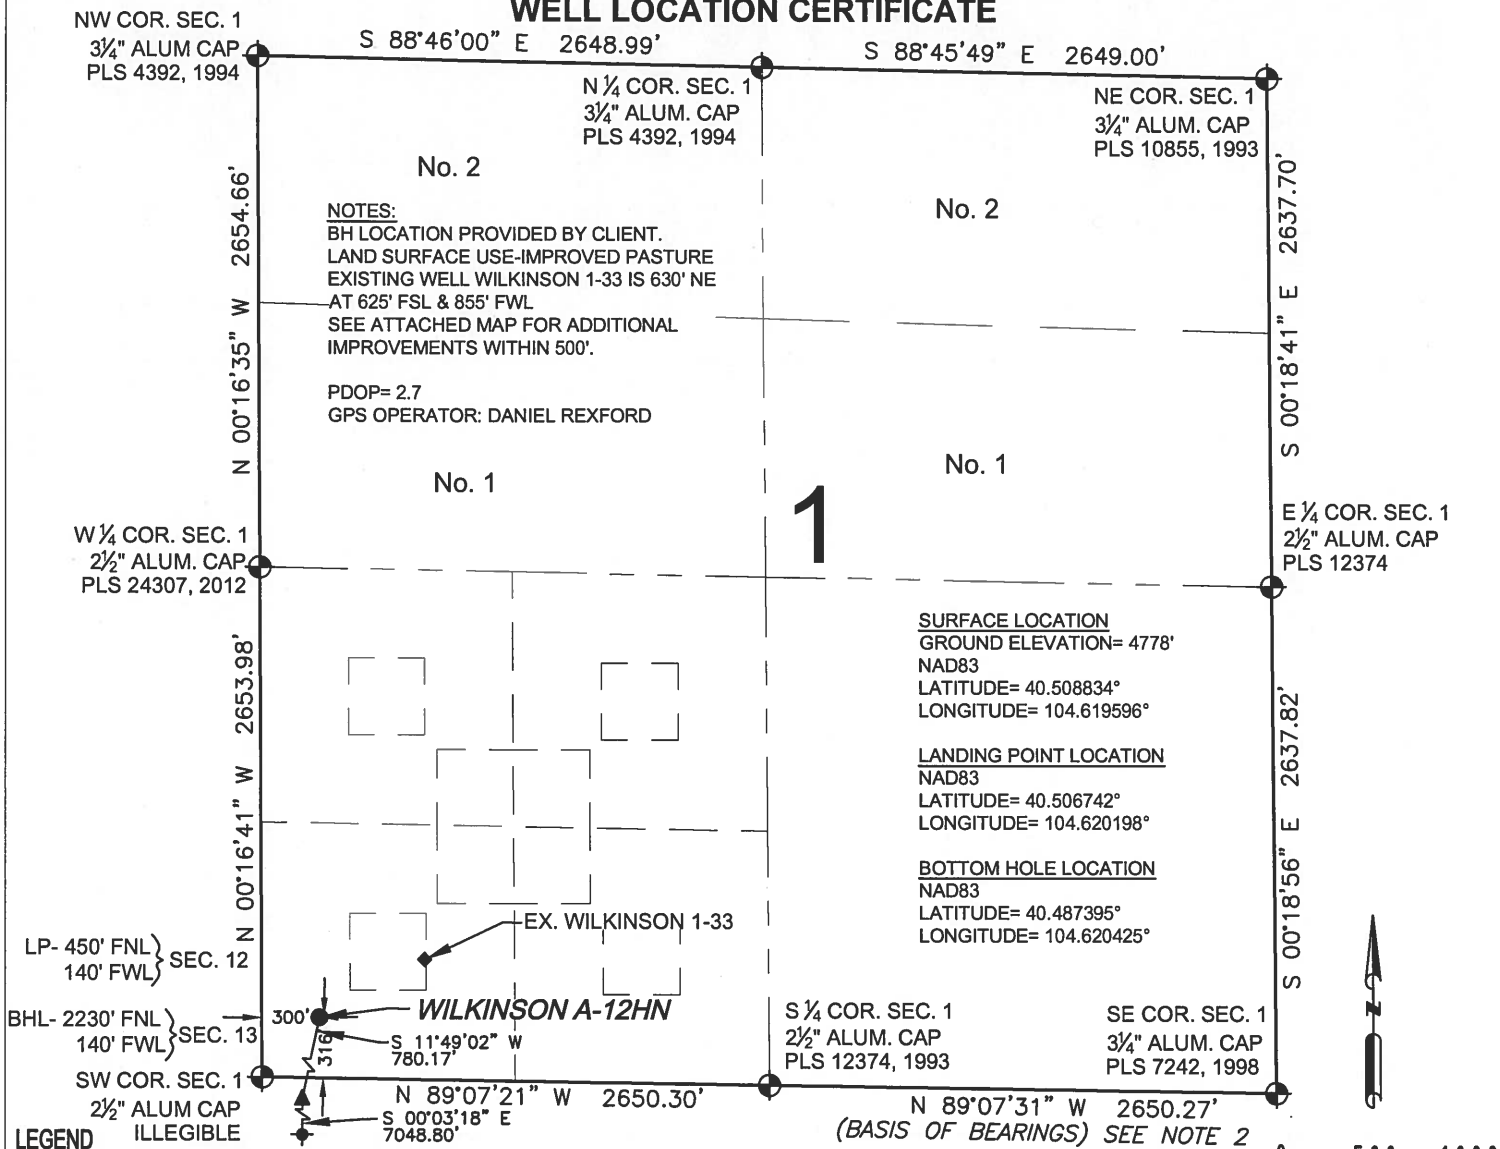 WELL LOCATION CERTIFICATE
NW COR. SEC. 1
3¼" ALUM CAP
PLS 4392, 1994
S 88°46'00" E 2648.99'
S 88°45'49" E 2649.00'
N ¼ COR. SEC. 1
3¼" ALUM. CAP
PLS 4392, 1994
NE COR. SEC. 1
3¼" ALUM. CAP
PLS 10855, 1993
N 00°16'35" W 2654.66'
S 00°18'41" E 2637.70'
No. 2
No. 2
NOTES:
BH LOCATION PROVIDED BY CLIENT.
LAND SURFACE USE-IMPROVED PASTURE
EXISTING WELL WILKINSON 1-33 IS 630' NE
AT 625' FSL & 855' FWL
SEE ATTACHED MAP FOR ADDITIONAL
IMPROVEMENTS WITHIN 500'.
PDOP= 2.7
GPS OPERATOR: DANIEL REXFORD
No. 1
No. 1
1
W ¼ COR. SEC. 1
2½" ALUM. CAP
PLS 24307, 2012
E ¼ COR. SEC. 1
2½" ALUM. CAP
PLS 12374
N 00°16'41" W 2653.98'
S 00°18'56" E 2637.82'
SURFACE LOCATION
GROUND ELEVATION= 4778'
NAD83
LATITUDE= 40.508834°
LONGITUDE= 104.619596°
LANDING POINT LOCATION
NAD83
LATITUDE= 40.506742°
LONGITUDE= 104.620198°
BOTTOM HOLE LOCATION
NAD83
LATITUDE= 40.487395°
LONGITUDE= 104.620425°
EX. WILKINSON 1-33
LP- 450' FNL
140' FWL
SEC. 12
BHL- 2230' FNL
140' FWL
SEC. 13
300'
WILKINSON A-12HN
316'
S 11°49'02" W
780.17'
S ¼ COR. SEC. 1
2½" ALUM. CAP
PLS 12374, 1993
SE COR. SEC. 1
3¼" ALUM. CAP
PLS 7242, 1998
SW COR. SEC. 1
2½" ALUM CAP
ILLEGIBLE
N 89°07'21" W 2650.30'
N 89°07'31" W 2650.27'
(BASIS OF BEARINGS) SEE NOTE 2
S 00°03'18" E
7048.80'
N
LEGEND